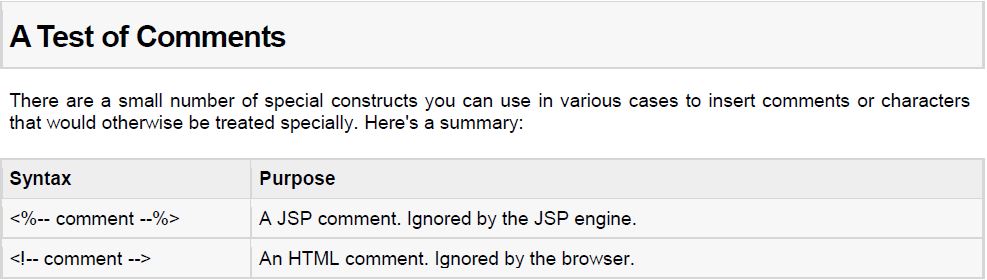 A Test of Comments
There are a small number of special constructs you can use in various cases to insert comments or characters
that would otherwise be treated specially. Here's a summary:
Syntax Purpose
<%-- comment --%> A JSP comment. Ignored by the JSP engine.
<!-- comment --> An HTML comment. Ignored by the browser.